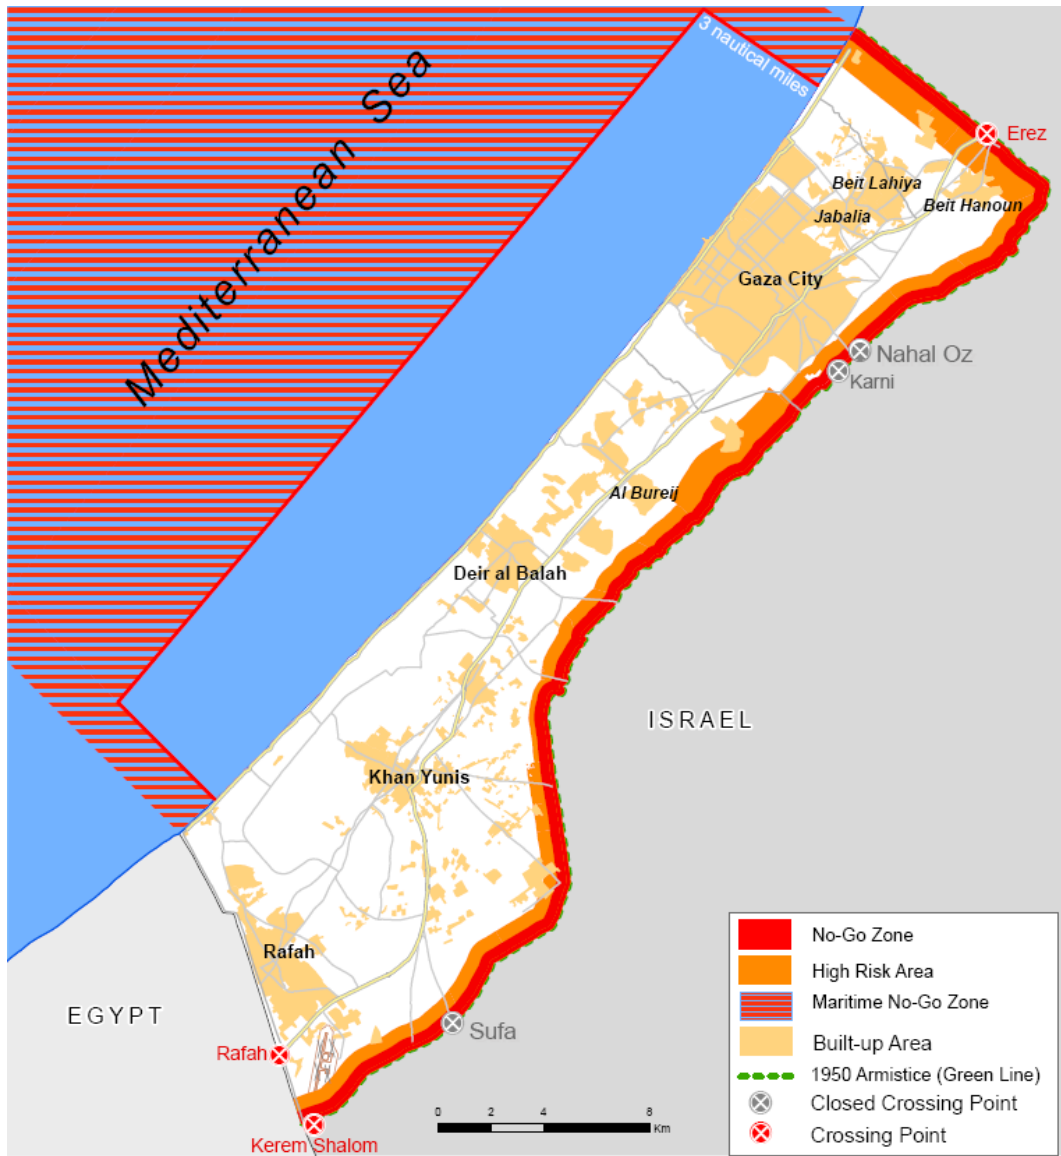 3 nautical miles
Mediterranean Sea
Erez
Beit Lahiya
Beit Hanoun
Jabalia
Gaza City
Nahal Oz
Karni
Al Bureij
Deir al Balah
ISRAEL
Khan Yunis
Rafah
EGYPT
Sufa
Rafah
Kerem Shalom
0 2 4 8
Km
No-Go Zone
High Risk Area
Maritime No-Go Zone
Built-up Area
1950 Armistice (Green Line)
Closed Crossing Point
Crossing Point